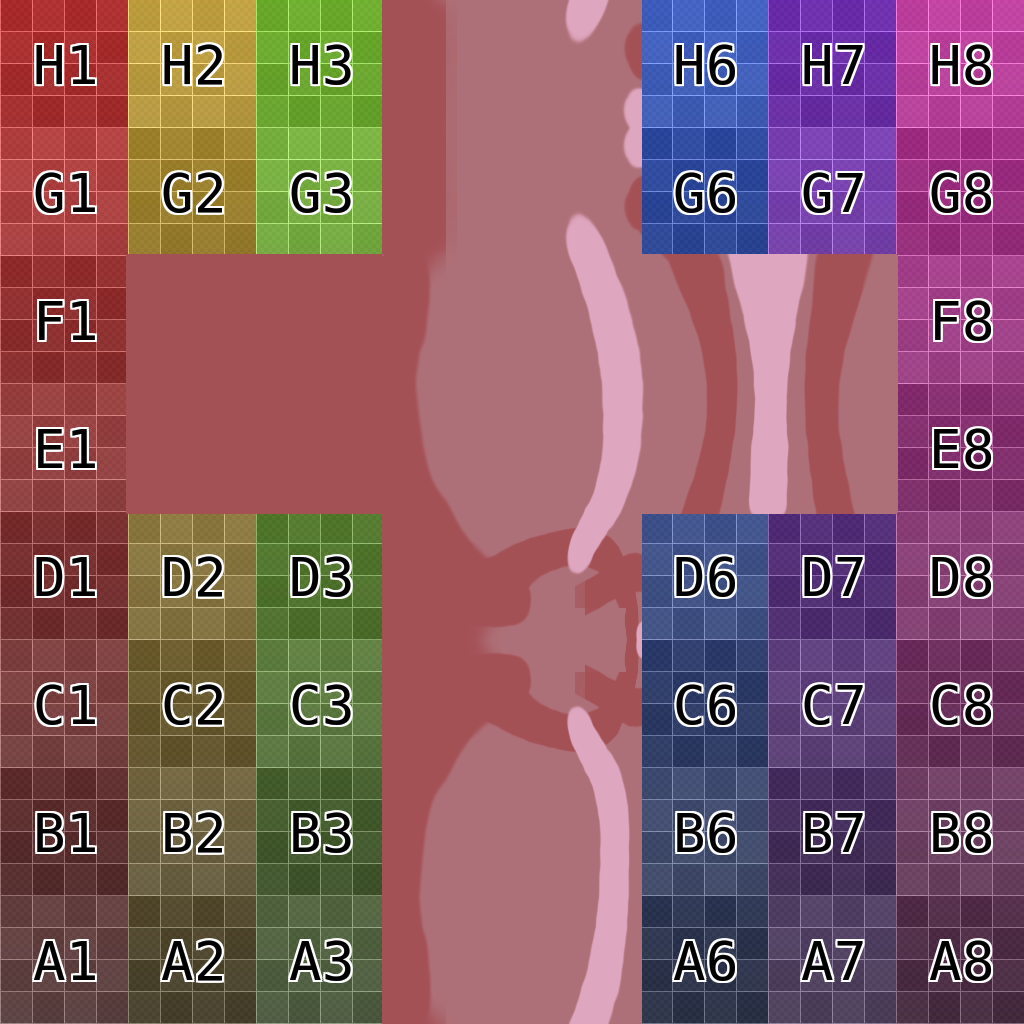 H1 H2 H3 H6 H7 H8
G1 G2 G3 G6 G7 G8
F1 F8
E1 E8
D1 D2 D3 D6 D7 D8
C1 C2 C3 C6 C7 C8
B1 B2 B3 B6 B7 B8
A1 A2 A3 A6 A7 A8